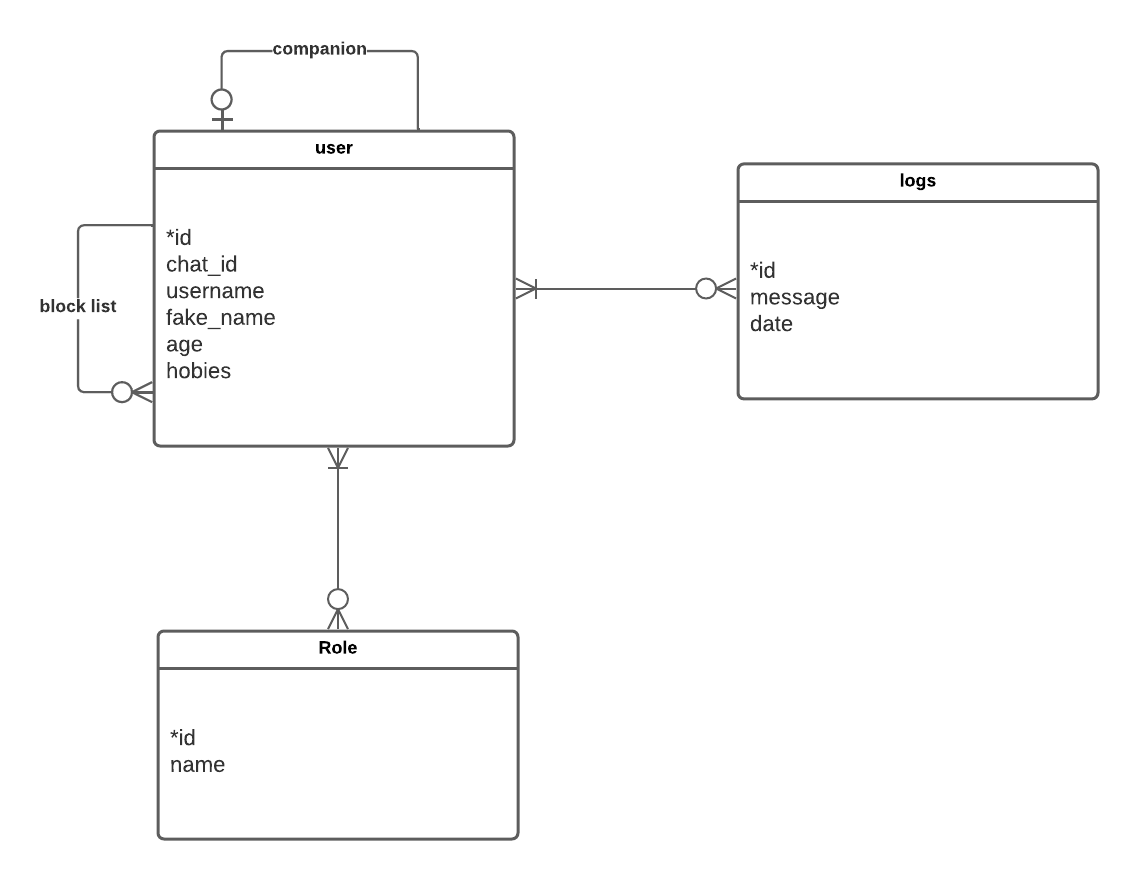 companion
user
*id
chat_id
username
fake_name
age
hobies
block list
logs
*id
message
date
Role
*id
name